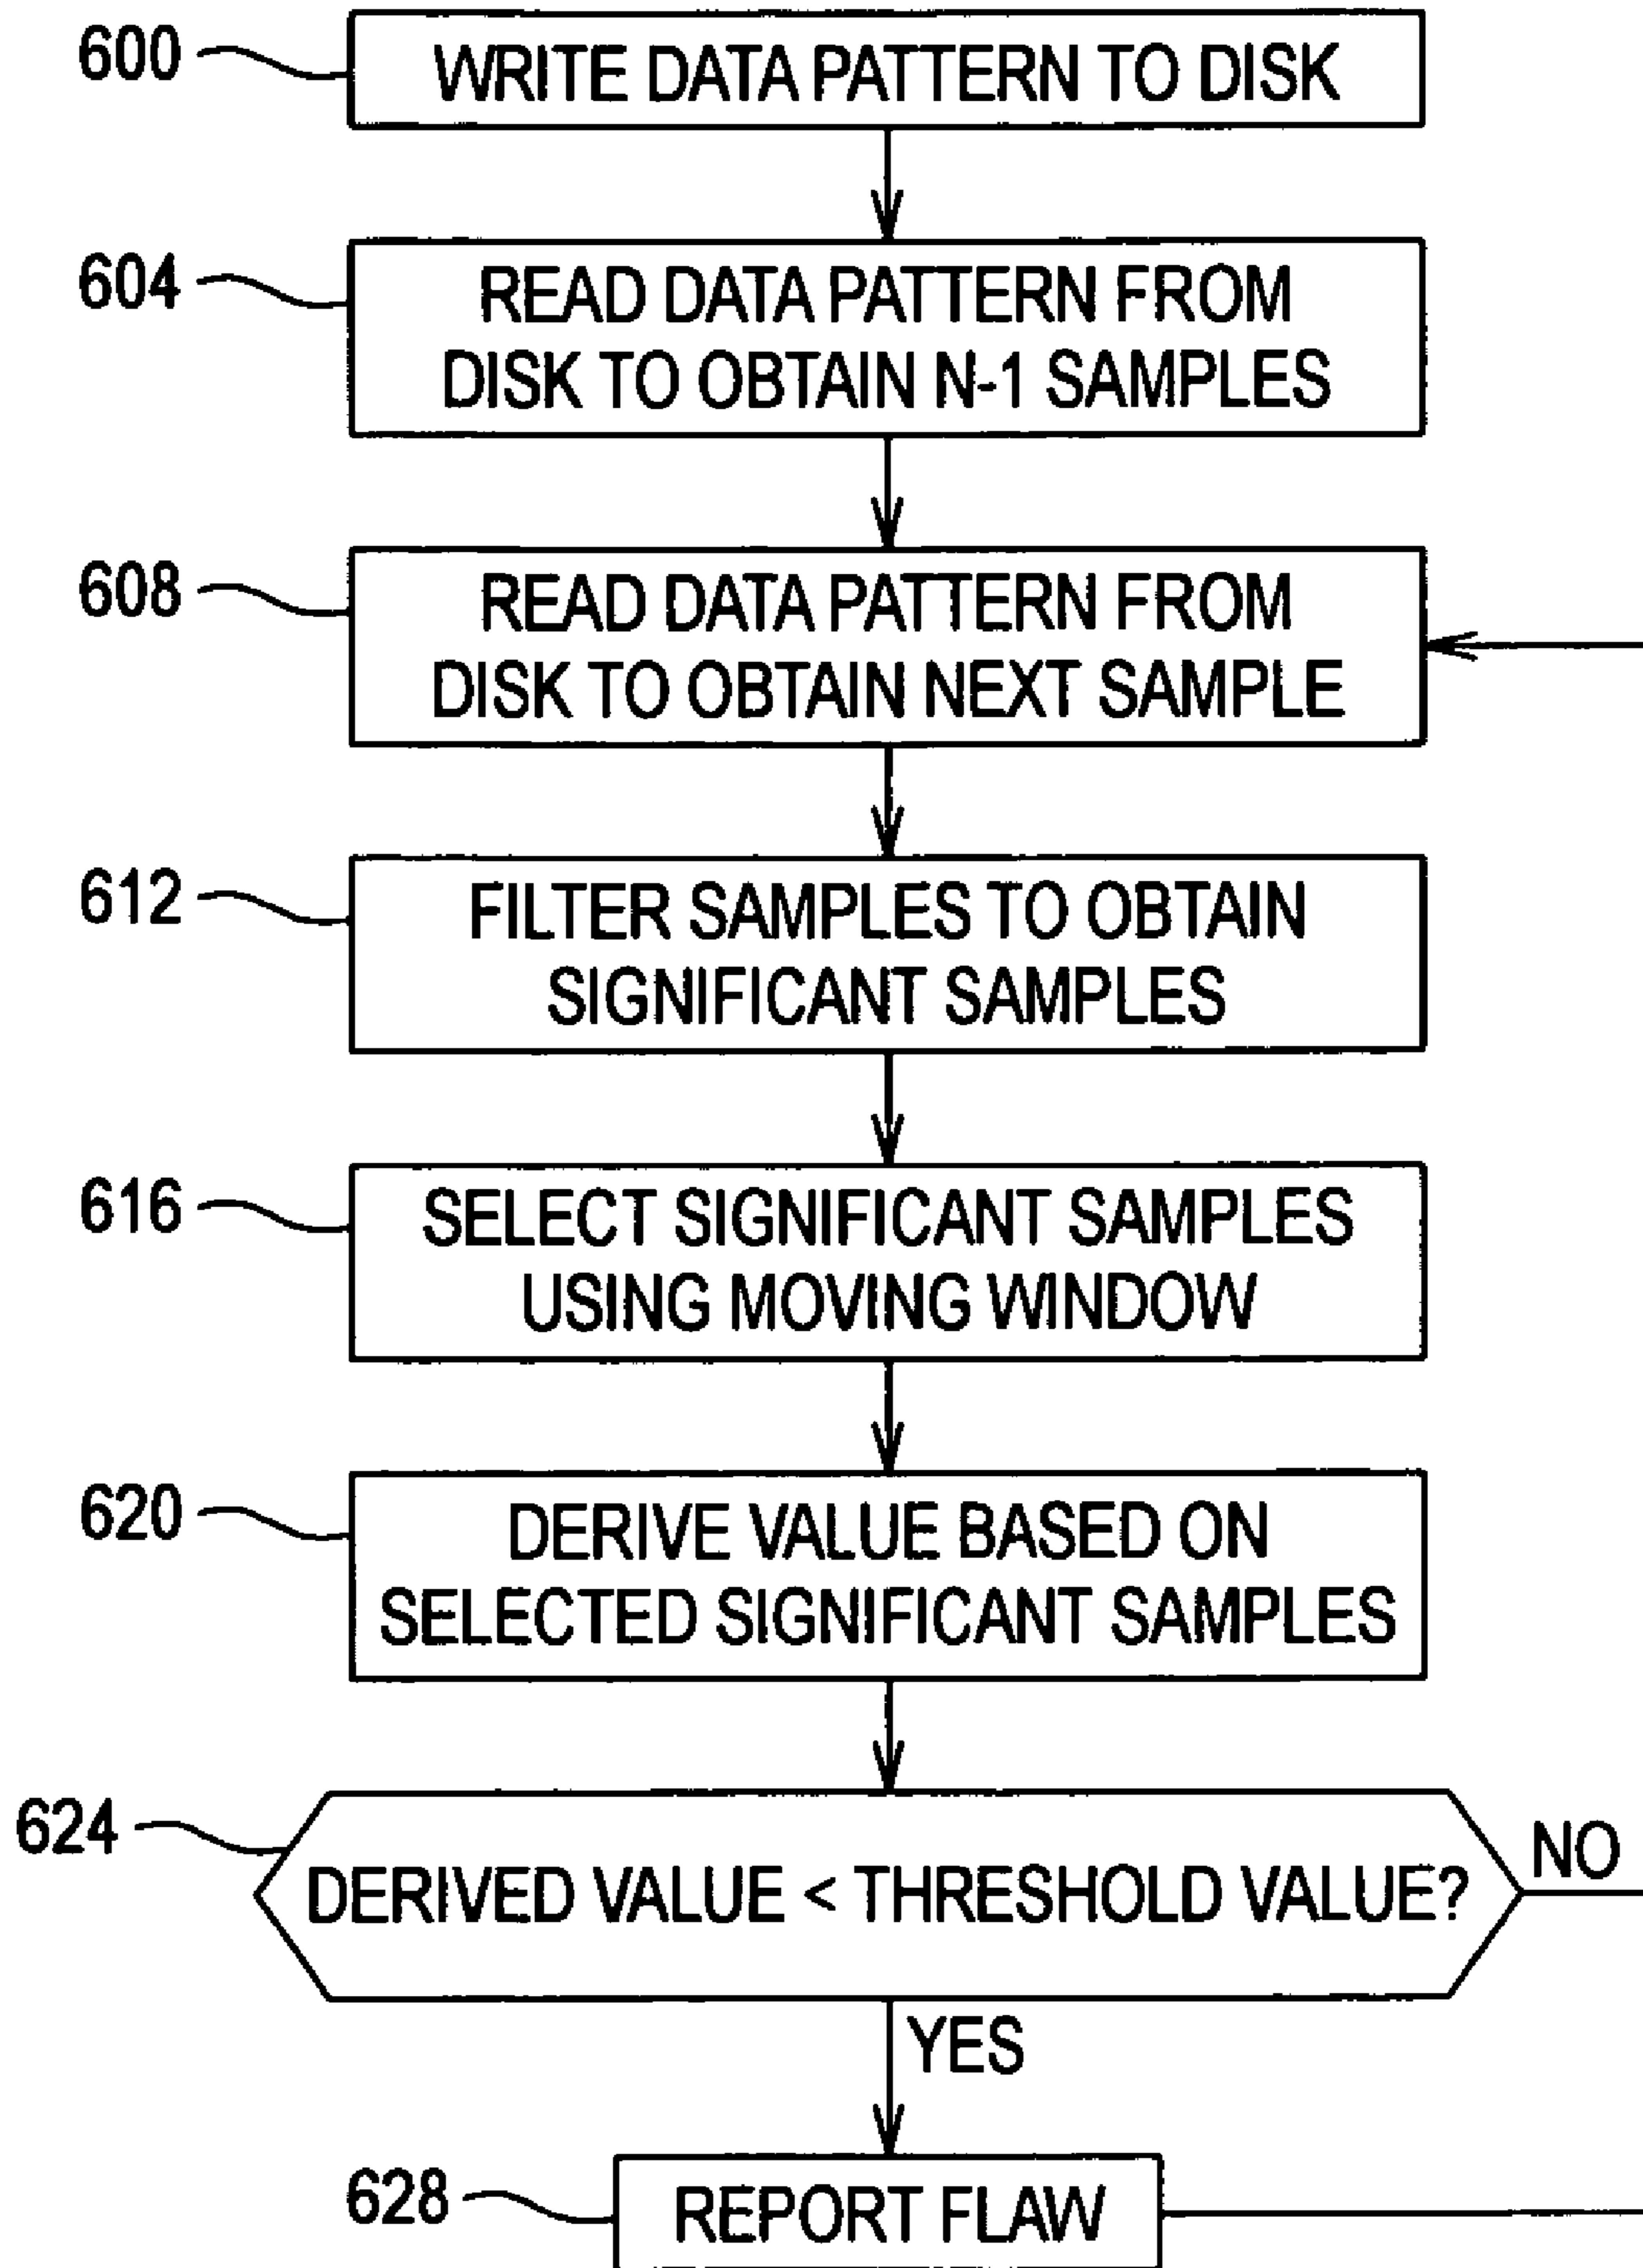 600
WRITE DATA PATTERN TO DISK
604
READ DATA PATTERN FROM
DISK TO OBTAIN N-1 SAMPLES
608
READ DATA PATTERN FROM
DISK TO OBTAIN NEXT SAMPLE
612
FILTER SAMPLES TO OBTAIN
SIGNIFICANT SAMPLES
616
SELECT SIGNIFICANT SAMPLES
USING MOVING WINDOW
620
DERIVE VALUE BASED ON
SELECTED SIGNIFICANT SAMPLES
624
DERIVED VALUE < THRESHOLD VALUE?
NO
YES
628
REPORT FLAW